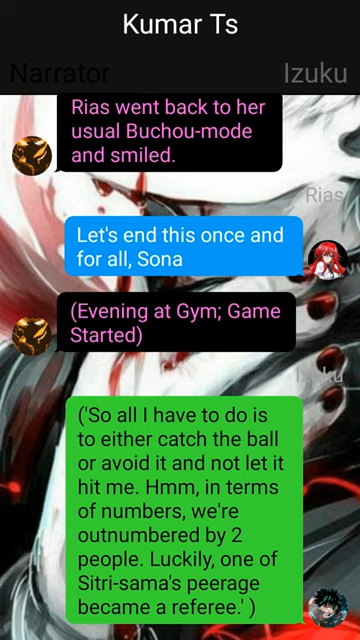 Kumar Ts
Narrator
Izuku
Rias went back to her
usual Buchou-mode
and smiled.
Rias
Let's end this once and
for all, Sona
(Evening at Gym; Game
Started)
ku
('So all I have to do is
to either catch the ball
or avoid it and not let it
hit me. Hmm, in terms
of numbers, we're
outnumbered by 2
people. Luckily, one of
Sitri-sama's peerage
became a referee.' )